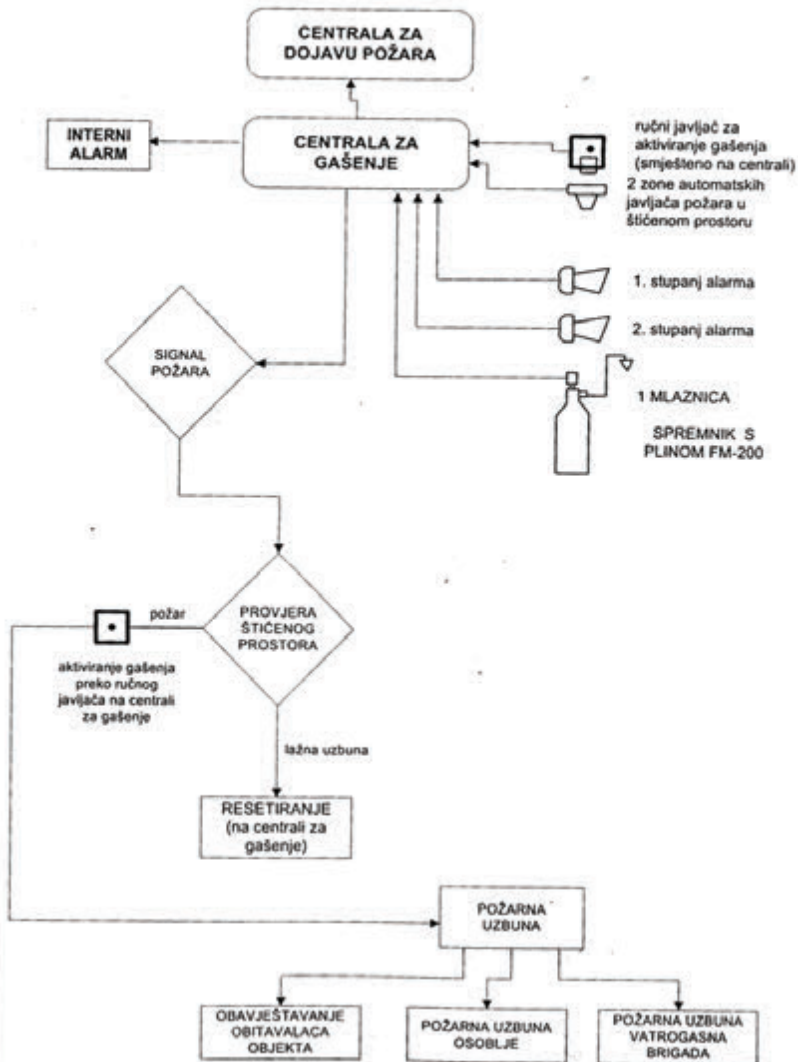 CENTRALA ZA
DOJAVU POŽARA
INTERNI
ALARM
CENTRALA ZA
GAŠENJE
ručni javljač za
aktiviranje gašenja
(smješteno na centrali)
2 zone automatskih
javljača požara u
štićenom prostoru
1. stupanj alarma
2. stupanj alarma
1 MLAZNICA
SPREMNIK S
PLINOM FM-200
SIGNAL
POŽARA
požar
PROVJERA
ŠTIĆENOG
PROSTORA
aktiviranje gašenja
preko ručnog
javljača na centrali
za gašenje
lažna uzbuna
RESETIRANJE
(na centrali za
gašenje)
POŽARNA
UZBUNA
OBAVJEŠTAVANJE
OBITAVALACA
OBJEKTA
POŽARNA UZBUNA
OSOBLJE
POŽARNA UZBUNA
VATROGASNA
BRIGADA